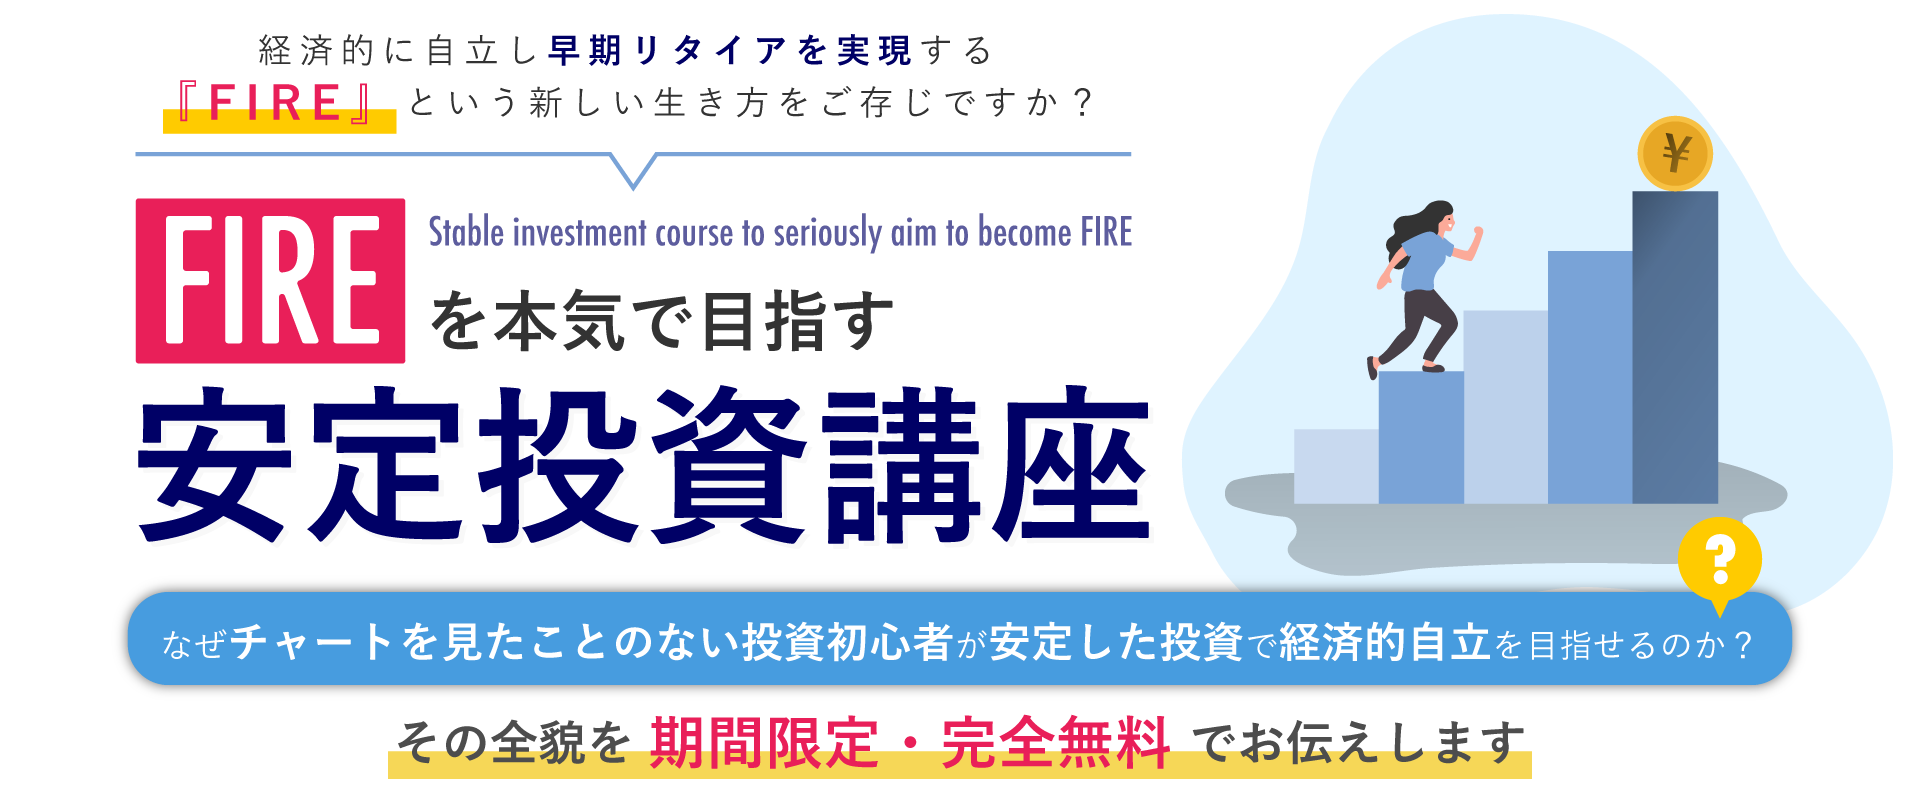 経済的に自立し早期リタイアを実現する
『FIRE』という新しい生き方をご存じですか？
FIRE
Stable investment course to seriously aim to become FIRE
を本気で目指す
安定投資講座
¥
?
なぜチャートを見たことのない投資初心者が安定した投資で経済的自立を目指せるのか？
その全貌を 期間限定・完全無料 でお伝えします